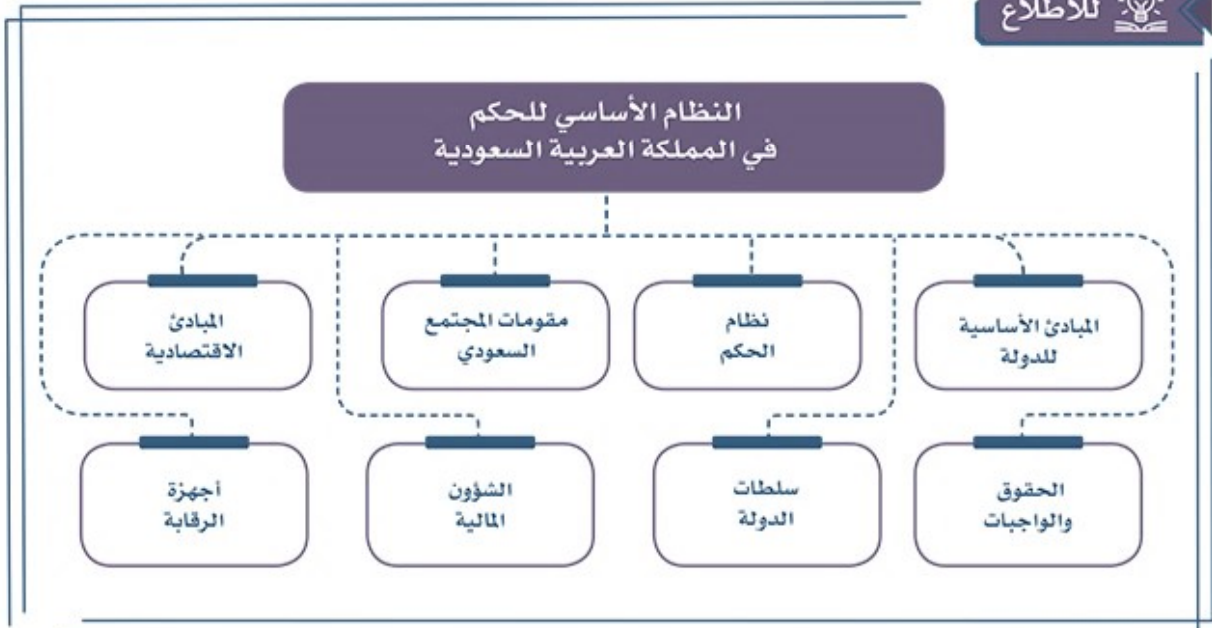 للاطلاع
النظام الأساسي للحكم
في المملكة العربية السعودية
المبادئ الأساسية
للدولة
نظام
الحكم
مقومات المجتمع
السعودي
المبادئ
الاقتصادية
الحقوق
والواجبات
سلطات
الدولة
الشؤون
المالية
أجهزة
الرقابة